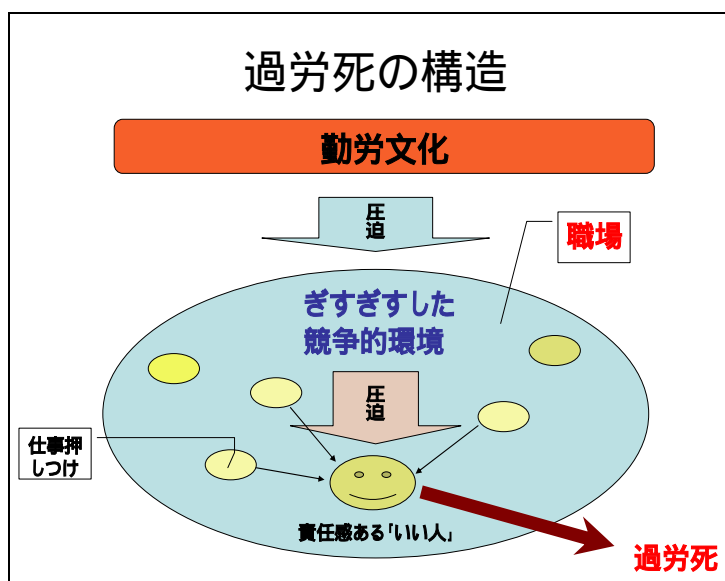 過労死の構造
勤労文化
圧
迫
職場
ぎすぎすした
競争的環境
圧
迫
仕事押
しつけ
責任感ある「いい人」
過労死